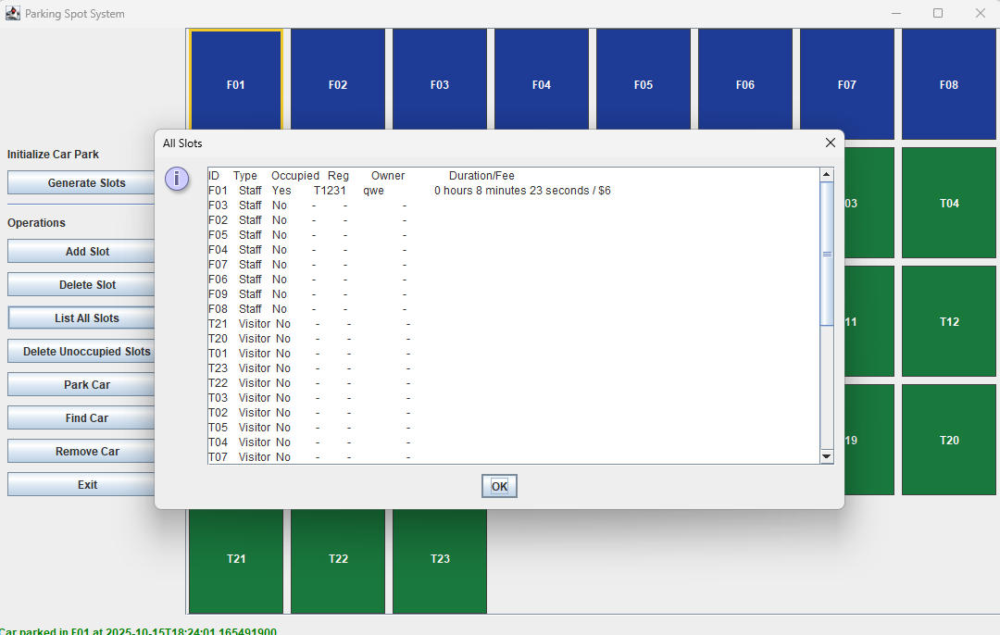 Parking Spot System
F01 F02 F03 F04 F05 F06 F07 F08
Initialize Car Park
Generate Slots
Operations
Add Slot
Delete Slot
List All Slots
Delete Unoccupied Slots
Park Car
Find Car
Remove Car
Exit
All Slots
ID Type Occupied Reg Owner Duration/Fee
F01 Staff Yes T1231 qwe 0 hours 8 minutes 23 seconds / $6
F03 Staff No - - -
F02 Staff No - - -
F05 Staff No - - -
F04 Staff No - - -
F07 Staff No - - -
F06 Staff No - - -
F09 Staff No - - -
F08 Staff No - - -
T21 Visitor No - - -
T20 Visitor No - - -
T01 Visitor No - - -
T23 Visitor No - - -
T22 Visitor No - - -
T03 Visitor No - - -
T02 Visitor No - - -
T05 Visitor No - - -
T04 Visitor No - - -
T07 Visitor No - - -
OK
03 T04
11 T12
19 T20
T21 T22 T23
Car parked in F01 at 2025-10-15T18:24:01.165491900